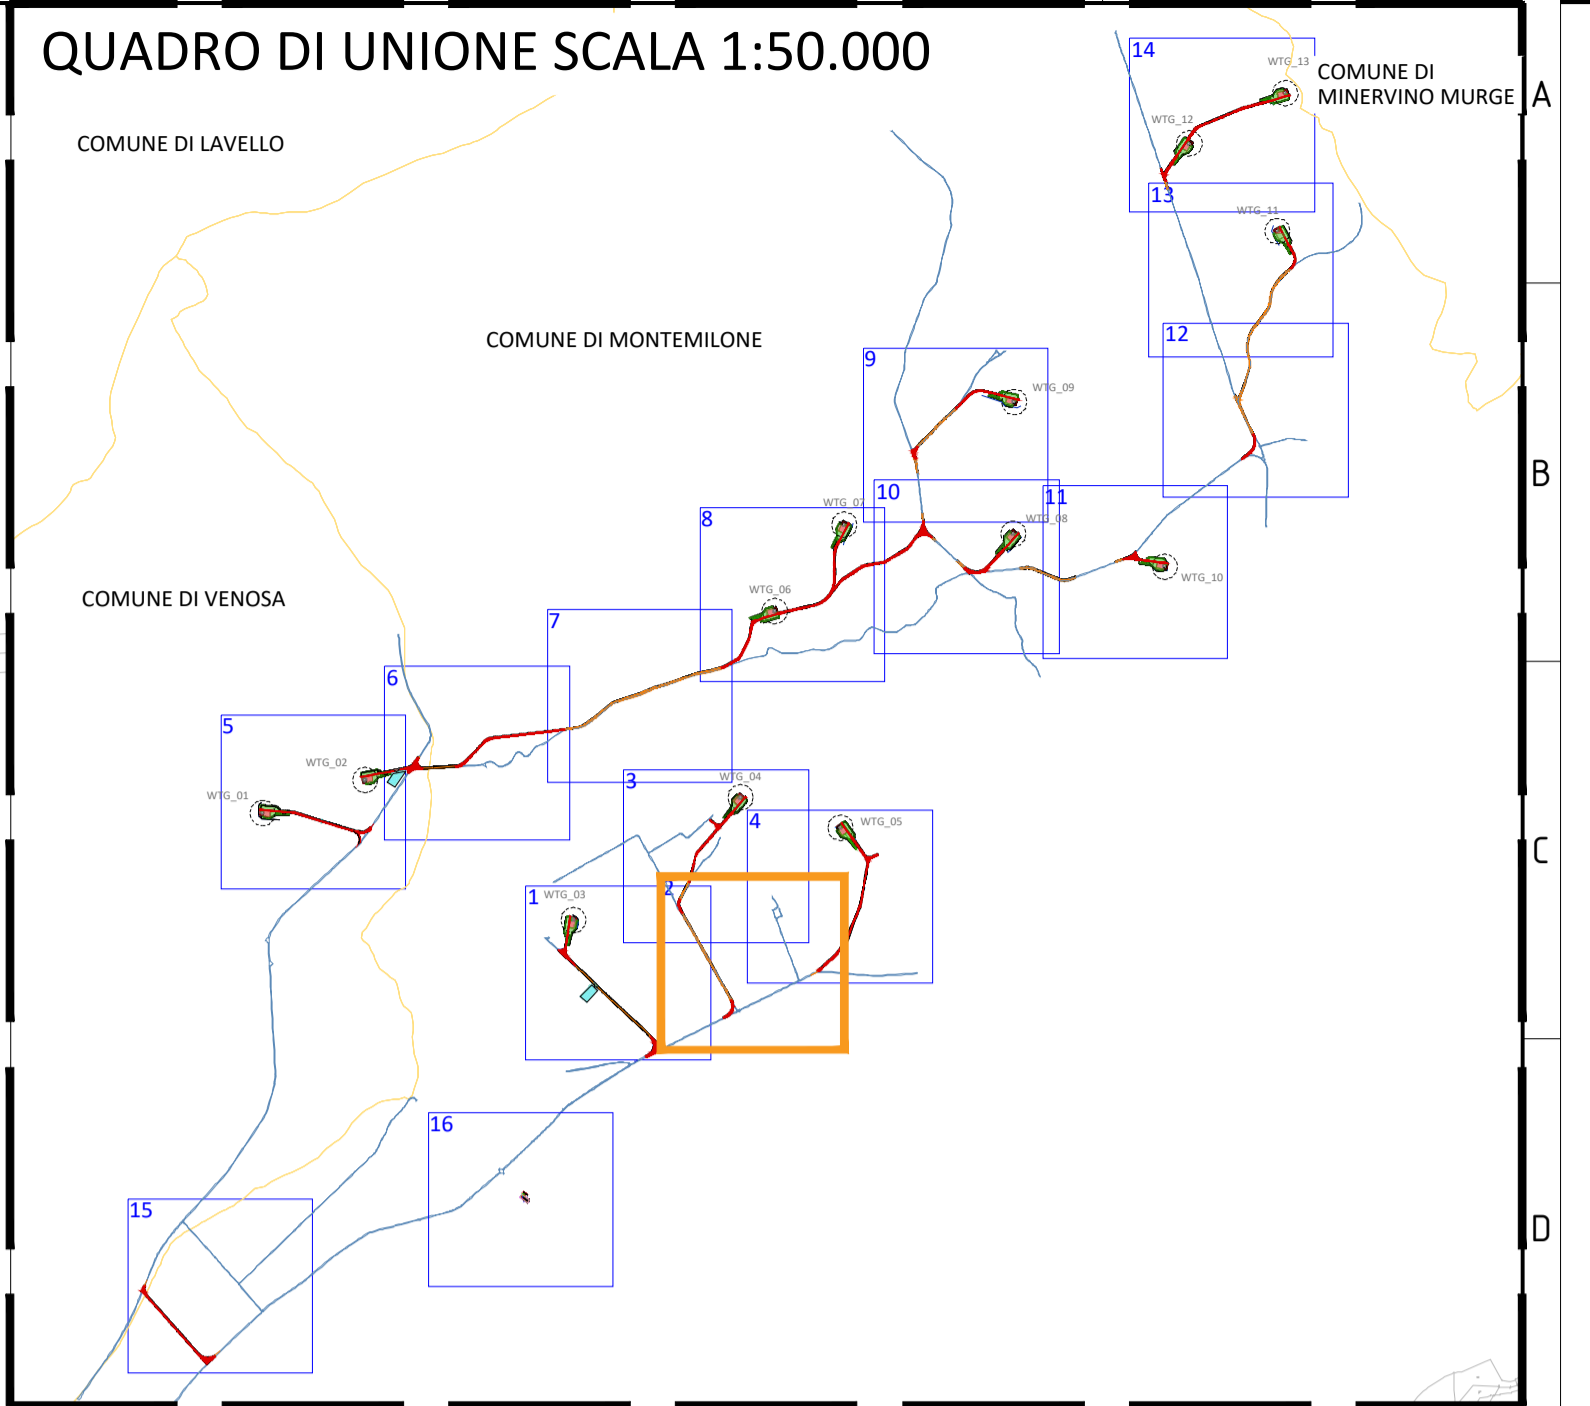 QUADRO DI UNIONE SCALA 1:50.000
14
WTG_13
COMUNE DI
MINERVINO MURGE
A
WTG_12
COMUNE DI LAVELLO
13
WTG_11
12
COMUNE DI MONTEMILONE
9
WTG_09
B
10
11
WTG_07
8
WTG_08
WTG_10
WTG_06
COMUNE DI VENOSA
7
6
5
WTG_02
WTG_01
3
WTG_04
4
WTG_05
C
2
1
WTG_03
16
15
D